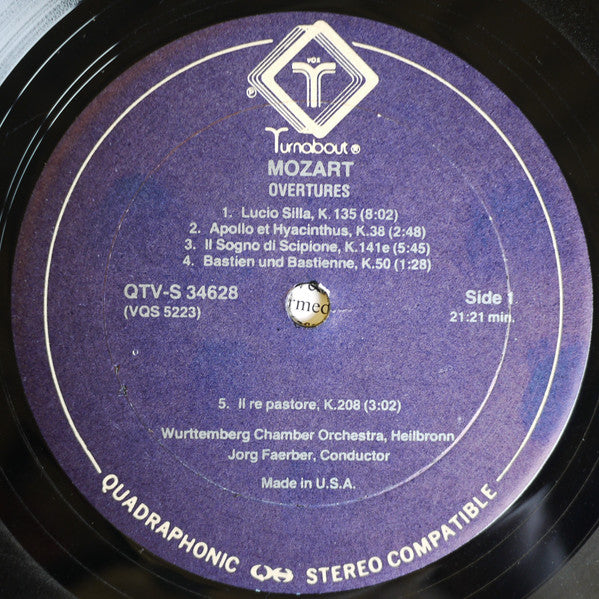 VOX
T
℗
Turnabout ®
MOZART
OVERTURES
1. Lucio Silla, K.135 (8:02)
2. Apollo et Hyacinthus, K.38 (2:48)
3. Il Sogno di Scipione, K.141e (5:45)
4. Bastien und Bastienne, K.50 (1:28)
QTV-S 34628
(VQS 5223)
Side 1
21:21 min.
5. Il re pastore, K.208 (3:02)
Wurttemberg Chamber Orchestra, Heilbronn
Jorg Faerber, Conductor
Made in U.S.A.
QUADRAPHONIC STEREO COMPATIBLE